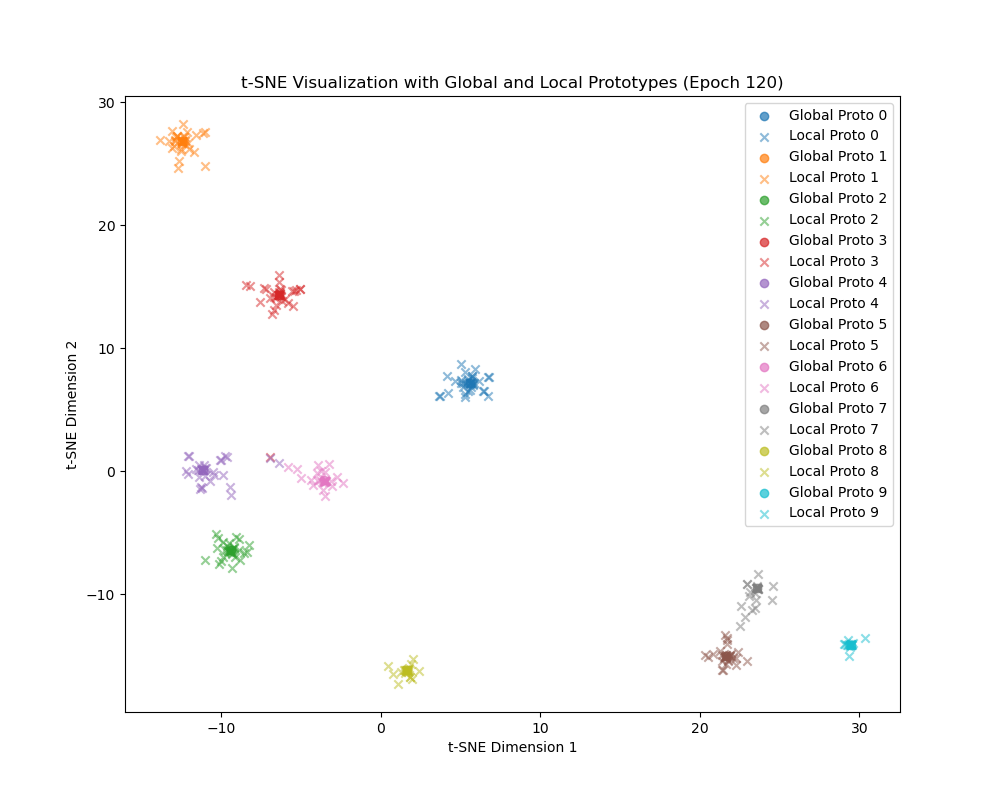 t-SNE Visualization with Global and Local Prototypes (Epoch 120)
30
20
10
0
−10
t-SNE Dimension 2
Global Proto 0
Local Proto 0
Global Proto 1
Local Proto 1
Global Proto 2
Local Proto 2
Global Proto 3
Local Proto 3
Global Proto 4
Local Proto 4
Global Proto 5
Local Proto 5
Global Proto 6
Local Proto 6
Global Proto 7
Local Proto 7
Global Proto 8
Local Proto 8
Global Proto 9
Local Proto 9
−10 0 10 20 30
t-SNE Dimension 1